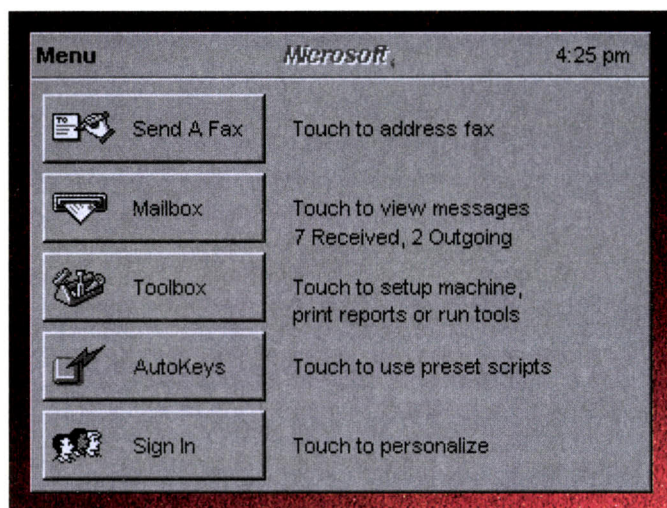 Menu Microsoft 4:25 pm
Send A Fax Touch to address fax
Mailbox Touch to view messages
7 Received, 2 Outgoing
Toolbox Touch to setup machine,
print reports or run tools
AutoKeys Touch to use preset scripts
Sign In Touch to personalize